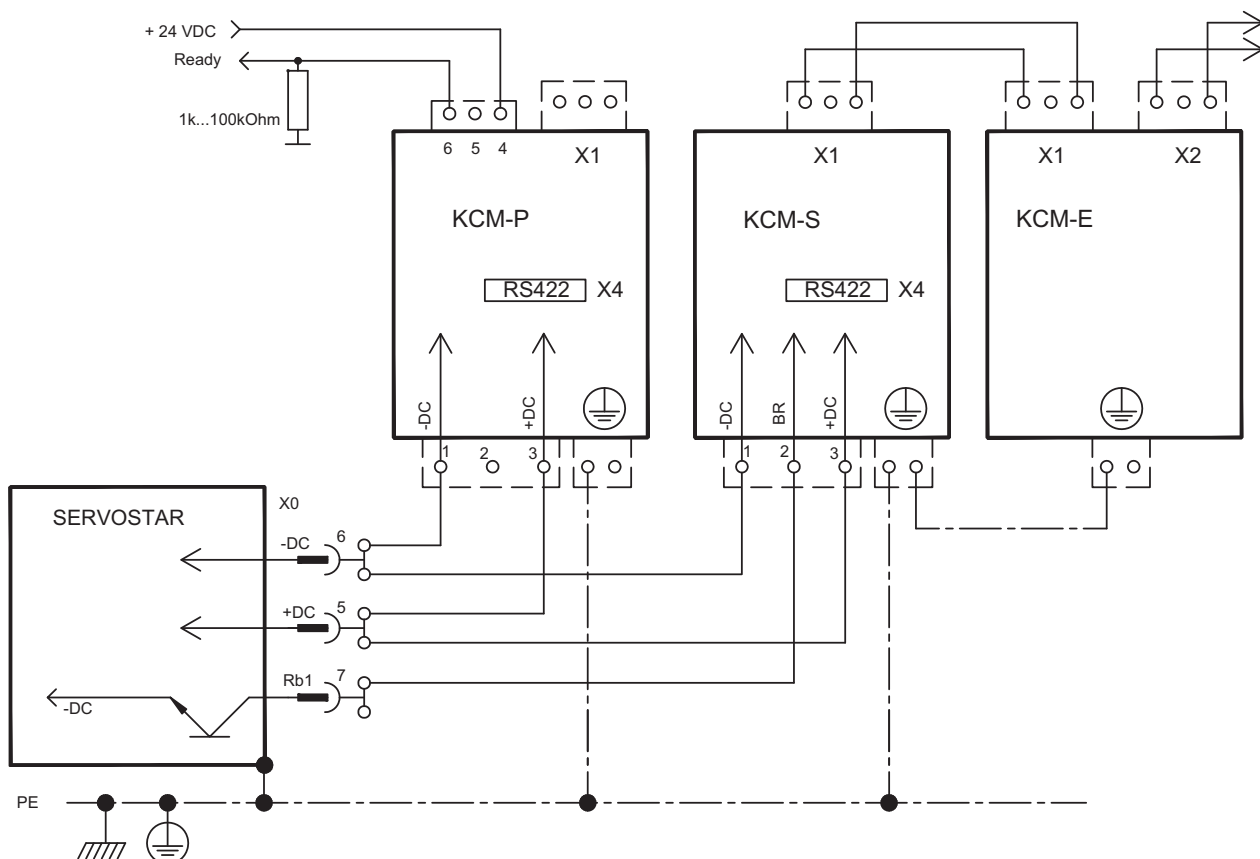 + 24 VDC
Ready
1k...100kOhm
6 5 4
X1
X1
X1
X2
KCM-P
KCM-S
KCM-E
RS422 X4
RS422 X4
-DC
+DC
-DC
BR
+DC
1 2 3
1 2 3
SERVOSTAR
X0
-DC 6
+DC 5
Rb1 7
-DC
PE